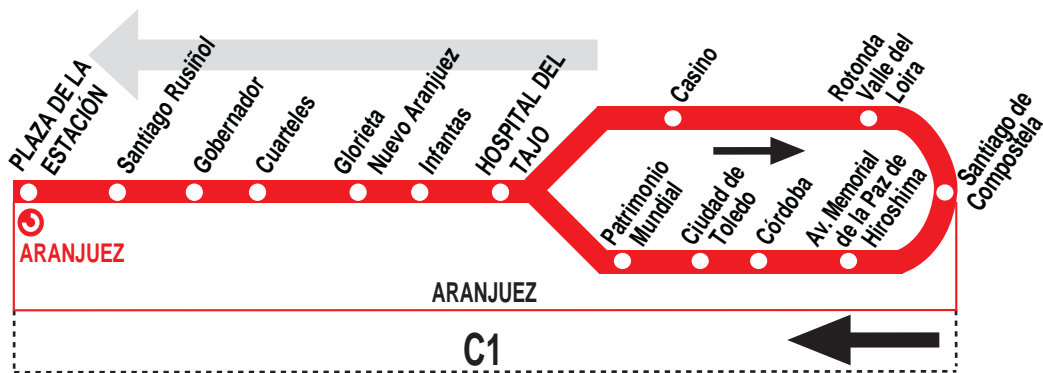 PLAZA DE LA
ESTACIÓN
Santiago Rusiñol
Gobernador
Cuarteles
Glorieta
Nuevo Aranjuez
Infantas
HOSPITAL DEL
TAJO
Casino
Rotonda
Valle del
Loira
Santiago de
Compostela
Patrimonio
Mundial
Ciudad de
Toledo
Córdoba
Av. Memorial
de la Paz de
Hiroshima
ARANJUEZ
ARANJUEZ
C1